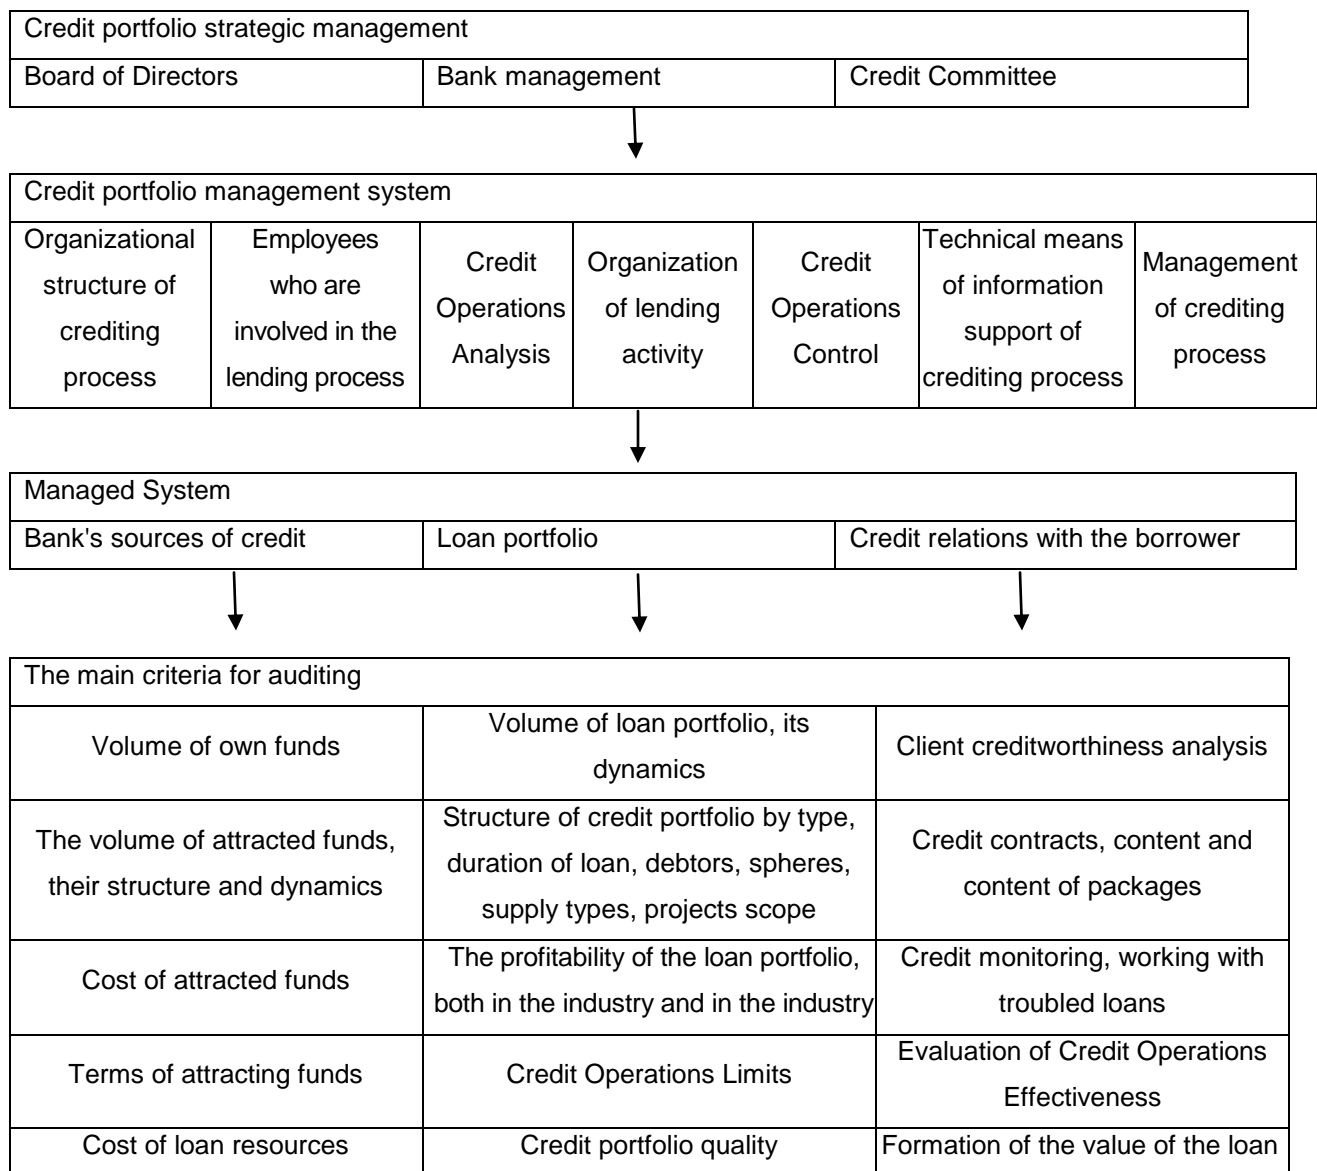 Credit portfolio strategic management
Board of Directors
Bank management
Credit Committee
Credit portfolio management system
Organizational
structure of
crediting
process
Employees
who are
involved in the
lending process
Credit
Operations
Analysis
Organization
of lending
activity
Credit
Operations
Control
Technical means
of information
support of
crediting process
Management
of crediting
process
Managed System
Bank's sources of credit
Loan portfolio
Credit relations with the borrower
The main criteria for auditing
Volume of own funds
Volume of loan portfolio, its
dynamics
Client creditworthiness analysis
The volume of attracted funds,
their structure and dynamics
Structure of credit portfolio by type,
duration of loan, debtors, spheres,
supply types, projects scope
Credit contracts, content and
content of packages
Cost of attracted funds
The profitability of the loan portfolio,
both in the industry and in the industry
Credit monitoring, working with
troubled loans
Terms of attracting funds
Credit Operations Limits
Evaluation of Credit Operations
Effectiveness
Cost of loan resources
Credit portfolio quality
Formation of the value of the loan